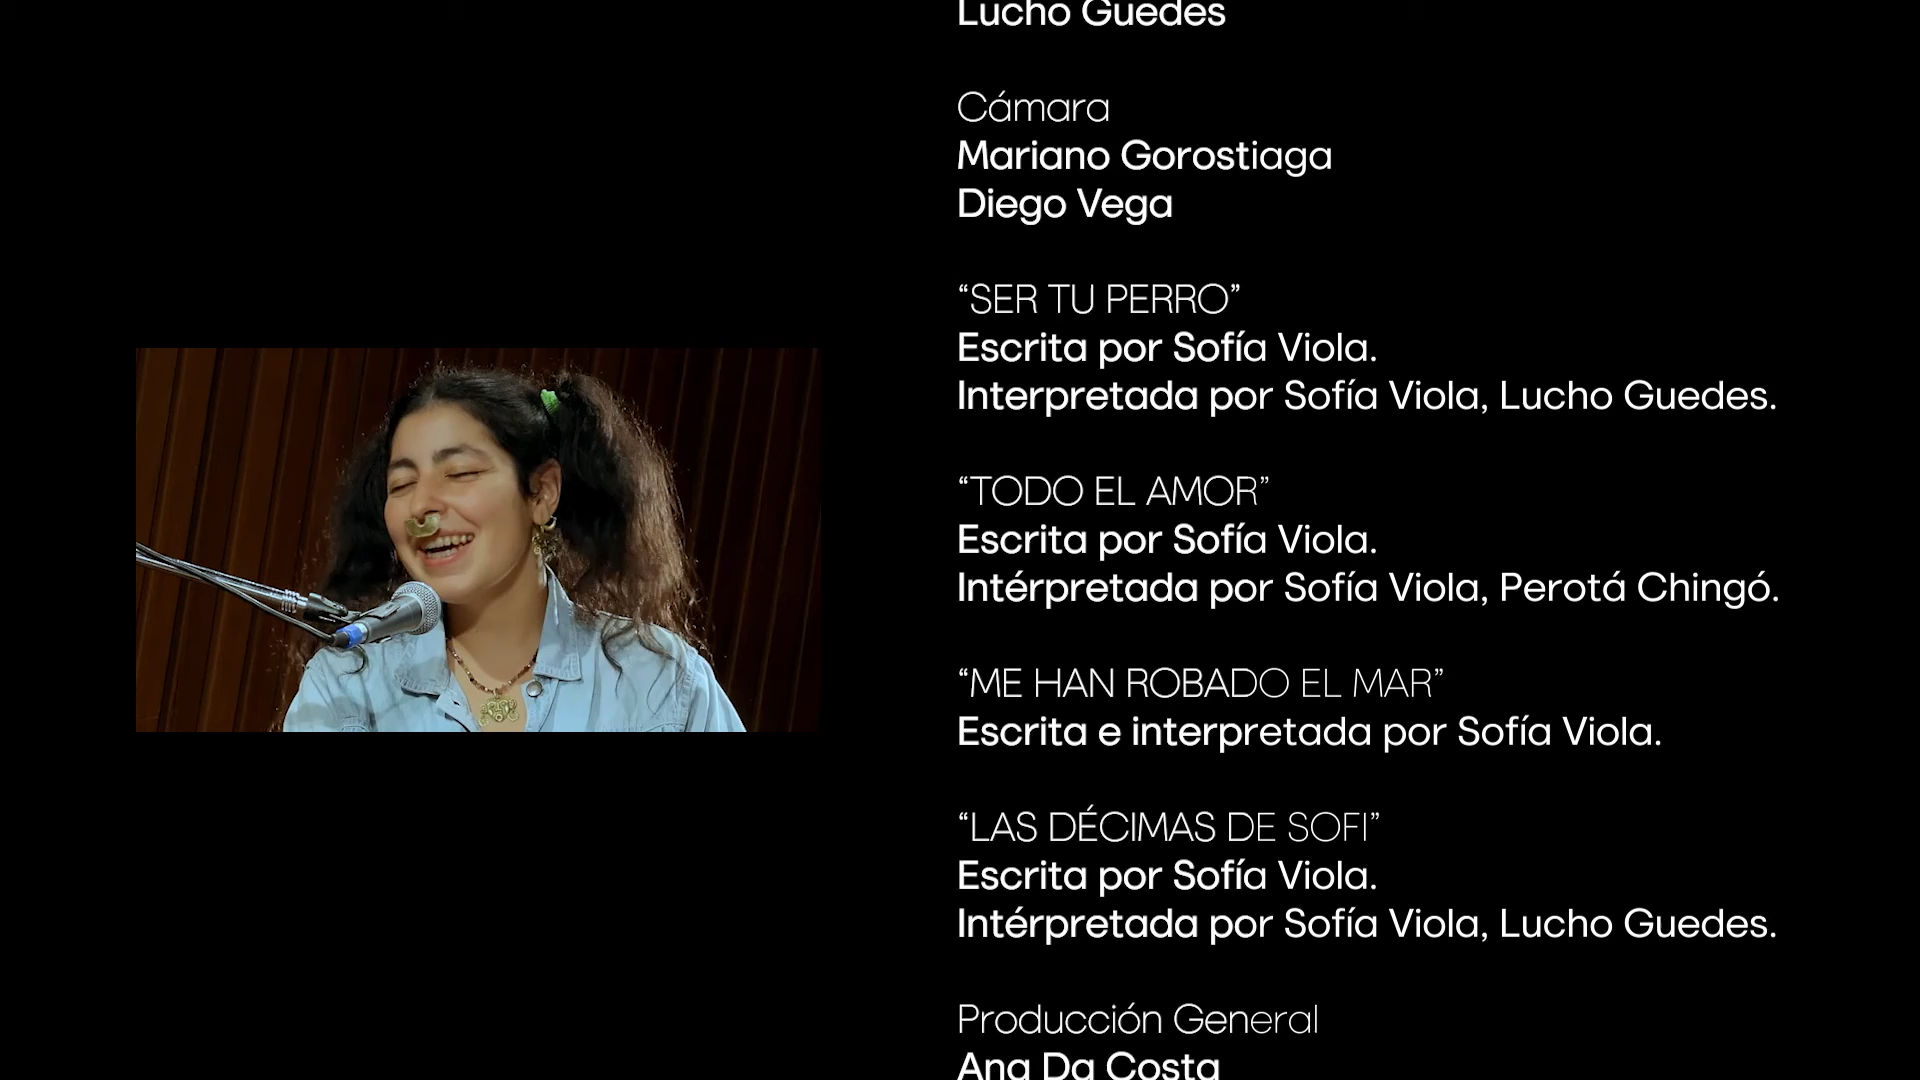 Lucho Guedes
Cámara
Mariano Gorostiaga
Diego Vega
“SER TU PERRO”
Escrita por Sofía Viola.
Interpretada por Sofía Viola, Lucho Guedes.
“TODO EL AMOR”
Escrita por Sofía Viola.
Intérpretada por Sofía Viola, Perotá Chingó.
“ME HAN ROBADO EL MAR”
Escrita e interpretada por Sofía Viola.
“LAS DÉCIMAS DE SOFI”
Escrita por Sofía Viola.
Intérpretada por Sofía Viola, Lucho Guedes.
Producción General
Ana Da Costa